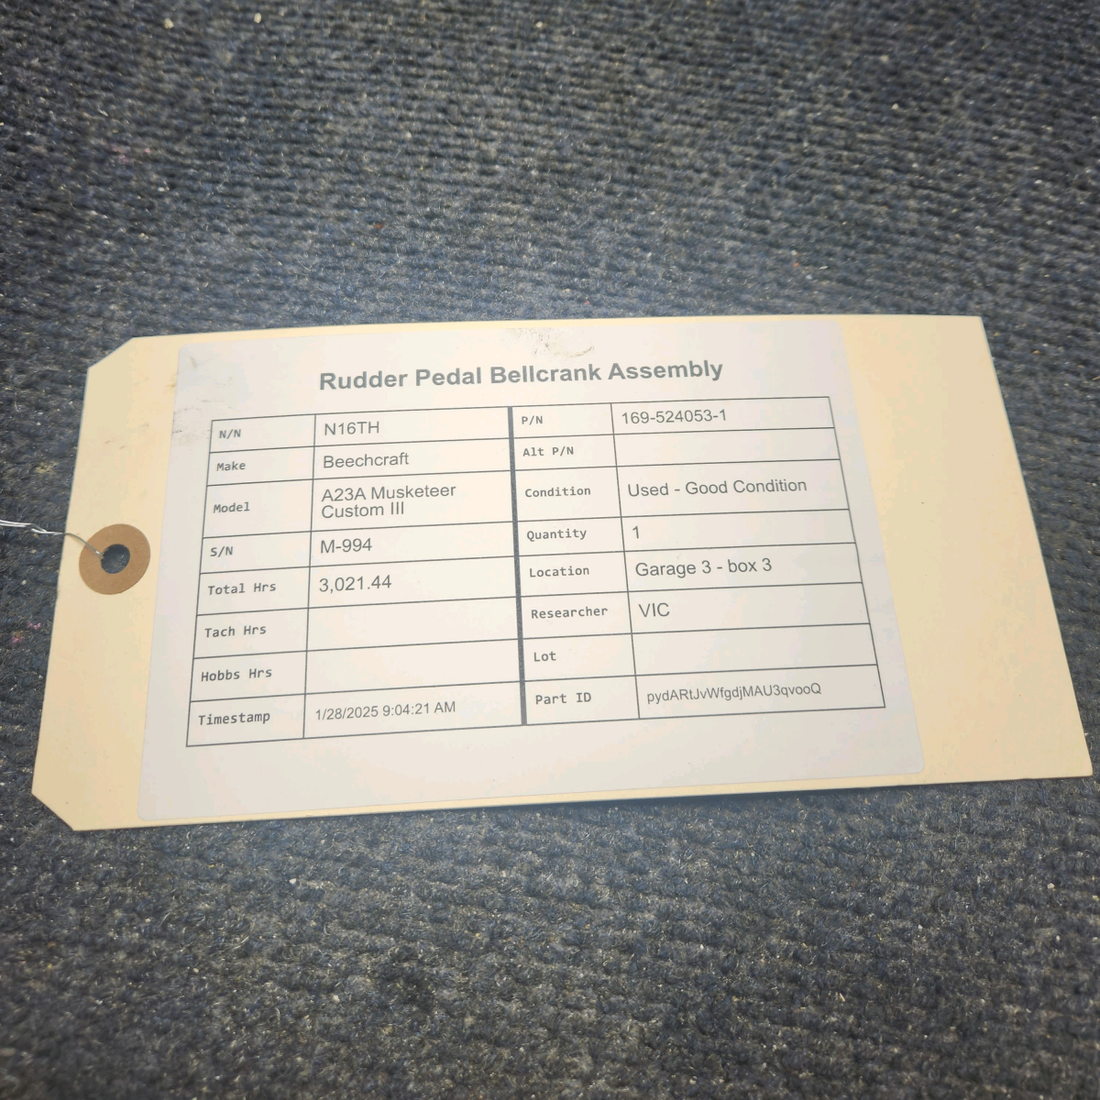 Rudder Pedal Bellcrank Assembly
N/N N16TH P/N 169-524053-1
Make Beechcraft Alt P/N
Model A23A Musketeer Custom III Condition Used - Good Condition
S/N M-994 Quantity 1
Total Hrs 3,021.44 Location Garage 3 - box 3
Tach Hrs Researcher VIC
Hobbs Hrs Lot
Timestamp 1/28/2025 9:04:21 AM Part ID pydARtJvWfgdjMAU3qvooQ